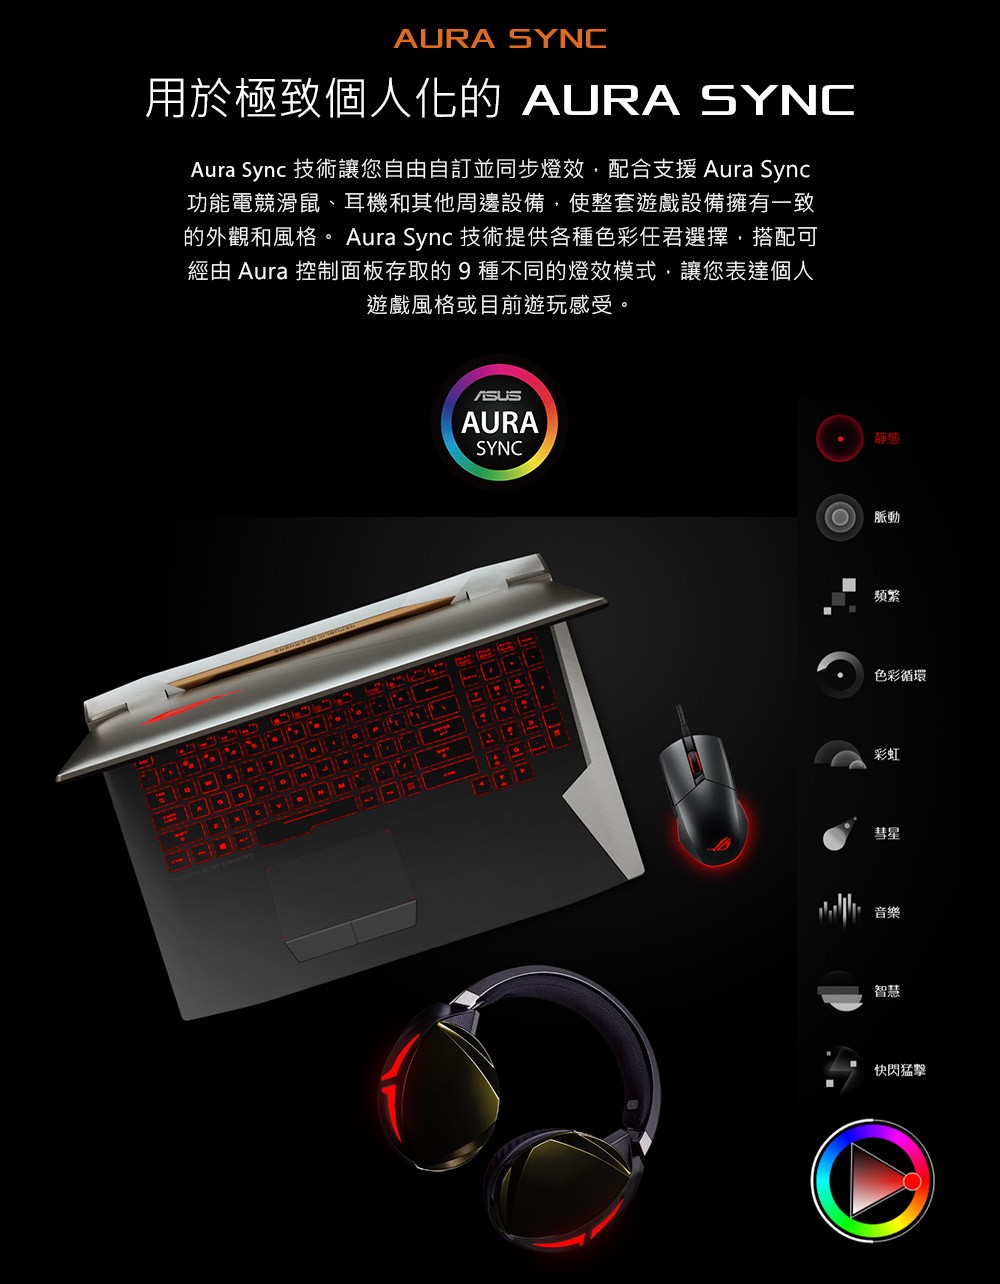 AURA SYNC
用於極致個人化的 AURA SYNC
Aura Sync 技術讓您自由自訂並同步燈效，配合支援 Aura Sync
功能電競滑鼠、耳機和其他周邊設備，使整套遊戲設備擁有一致
的外觀和風格。 Aura Sync 技術提供各種色彩任君選擇，搭配可
經由 Aura 控制面板存取的 9 種不同的燈效模式，讓您表達個人
遊戲風格或目前遊玩感受。
ASUS
AURA
SYNC
靜態
脈動
頻繁
色彩循環
彩虹
彗星
音樂
智慧
快閃猛擊
REPUBLIC OF GAMERS